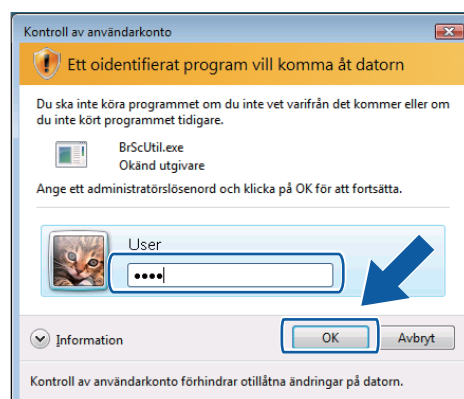 Kontroll av användarkonto
Ett oidentifierat program vill komma åt datorn
Du ska inte köra programmet om du inte vet varifrån det kommer eller om
du inte kört programmet tidigare.
BrScUtil.exe
Okänd utgivare
Ange ett administratörslösenord och klicka på OK för att fortsätta.
User
••••
Information
OK
Avbryt
Kontroll av användarkonto förhindrar otillåtna ändringar på datorn.